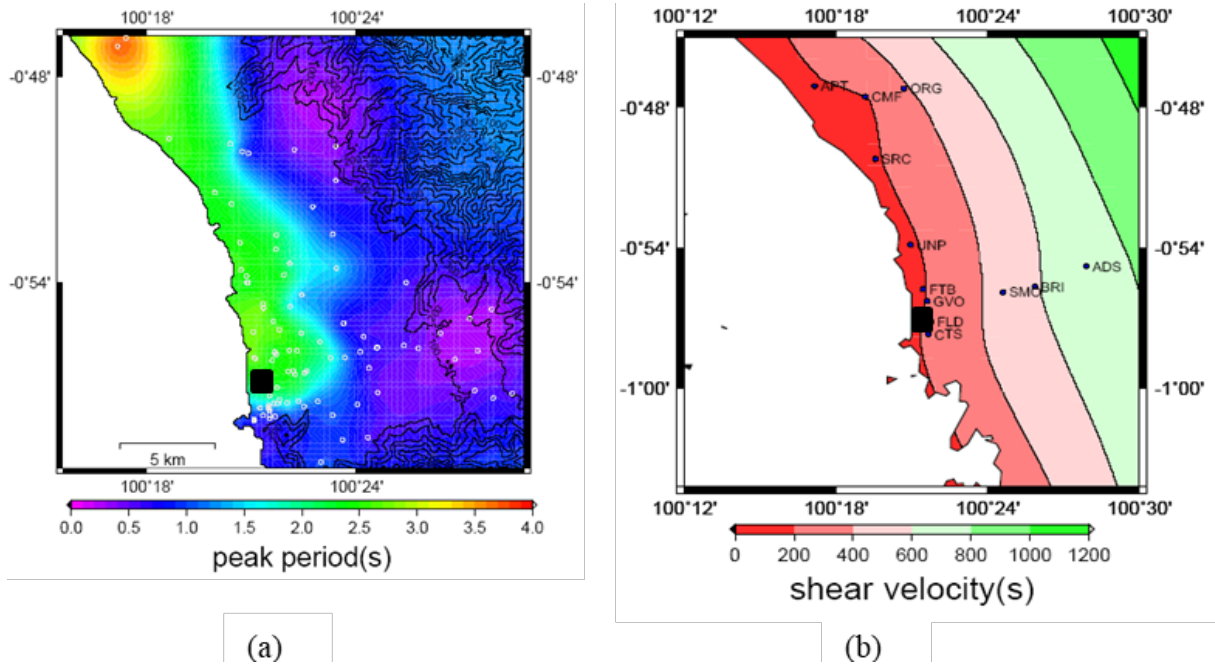 100˚18' 100˚24'
-0˚48' -0˚48'
-0˚54' -0˚54'
5 km
100˚18' 100˚24'
0.0 0.5 1.0 1.5 2.0 2.5 3.0 3.5 4.0
peak period(s)
(a)
100˚12' 100˚18' 100˚24' 100˚30'
APT
ORG
CMF
-0˚48' -0˚48'
SRC
-0˚54' UNP -0˚54'
ADS
FTB SMO BRI
GVO
FLD
CTS
-1˚00' -1˚00'
100˚12' 100˚18' 100˚24' 100˚30'
0 200 400 600 800 1000 1200
shear velocity(s)
(b)